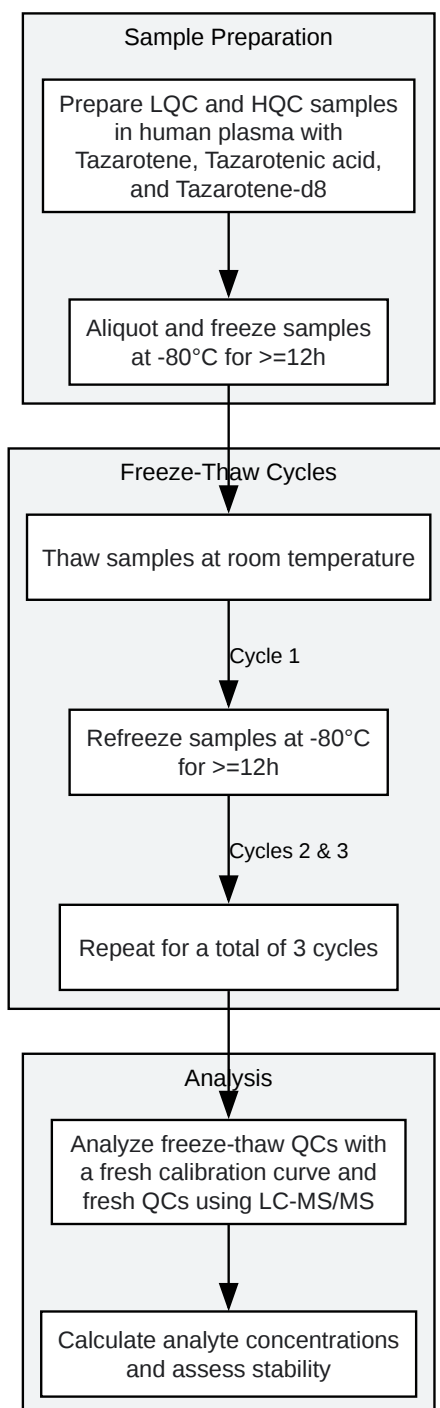 Sample Preparation
Prepare LQC and HQC samples
in human plasma with
Tazarotene, Tazarotenic acid,
and Tazarotene-d8
Aliquot and freeze samples
at -80°C for >=12h
Freeze-Thaw Cycles
Thaw samples at room temperature
Cycle 1
Refreeze samples at -80°C
for >=12h
Cycles 2 & 3
Repeat for a total of 3 cycles
Analysis
Analyze freeze-thaw QCs with
a fresh calibration curve and
fresh QCs using LC-MS/MS
Calculate analyte concentrations
and assess stability